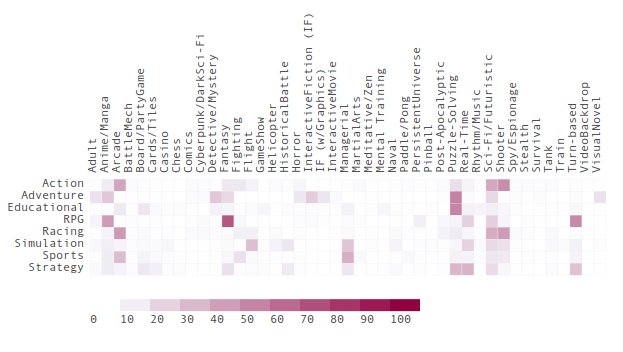 Adult
Anime/Manga
Arcade
BattleMech
Board/PartyGame
Cards/Tiles
Casino
Chess
Comics
Cyberpunk/DarkSci-Fi
Detective/Mystery
Fantasy
Fighting
Flight
GameShow
Helicopter
HistoricalBattle
Horror
InteractiveFiction (IF)
IF (w/Graphics)
InteractiveMovie
Managerial
MartialArts
Meditative/Zen
Mental Training
Naval
Paddle/Pong
PersistentUniverse
Pinball
Post-Apocalyptic
Puzzle-Solving
Real-Time
Rhythm/Music
Sci-Fi/Futuristic
Shooter
Spy/Espionage
Stealth
Survival
Tank
Train
Turn-based
VideoBackdrop
VisualNovel
Action
Adventure
Educational
RPG
Racing
Simulation
Sports
Strategy
0 10 20 30 40 50 60 70 80 90 100